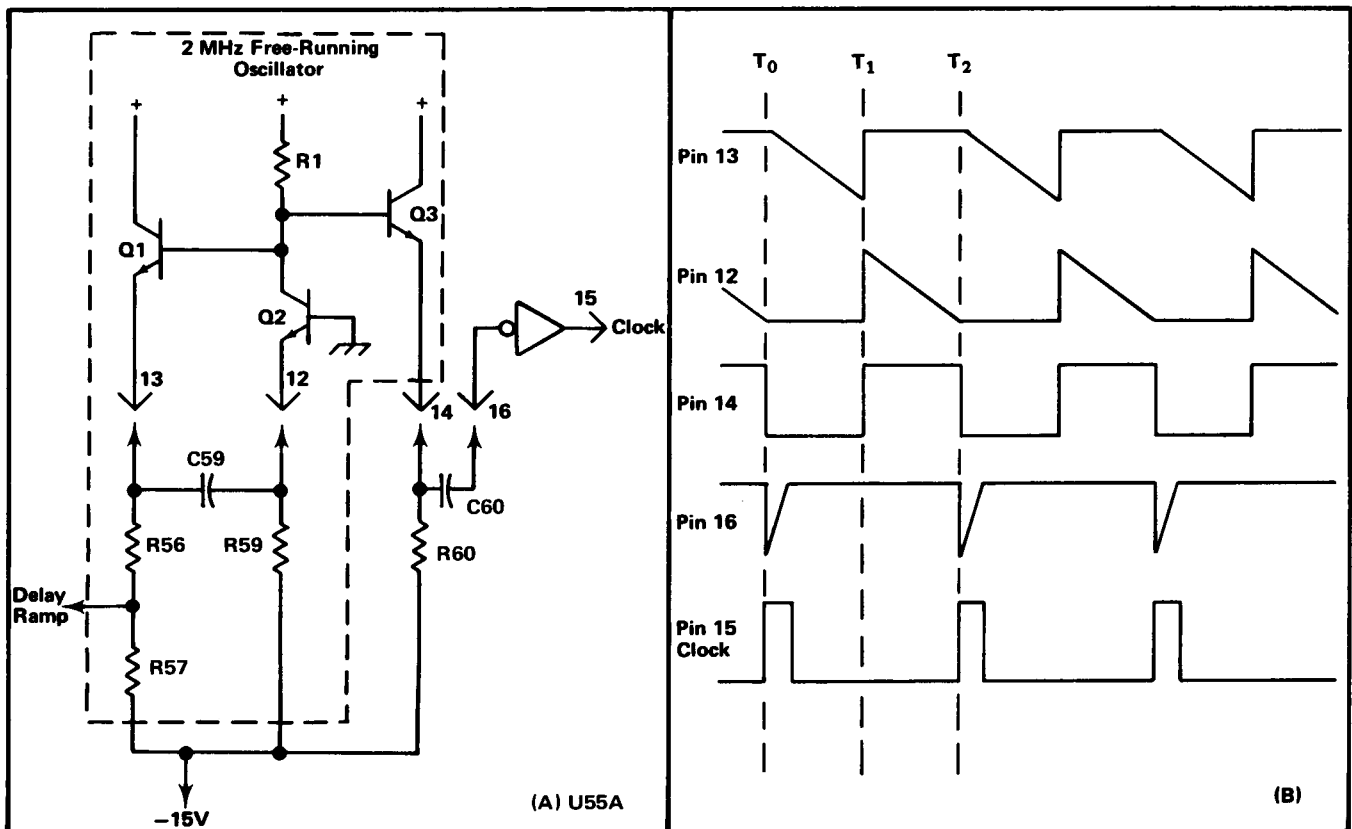 2 MHz Free-Running
Oscillator
+
+
+
R1
Q3
Q1
Q2
15
Clock
13
12
14
16
C59
C60
R56
R59
R60
Delay
Ramp
R57
−15V
(A) U55A
T0
T1
T2
Pin 13
Pin 12
Pin 14
Pin 16
Pin 15
Clock
(B)